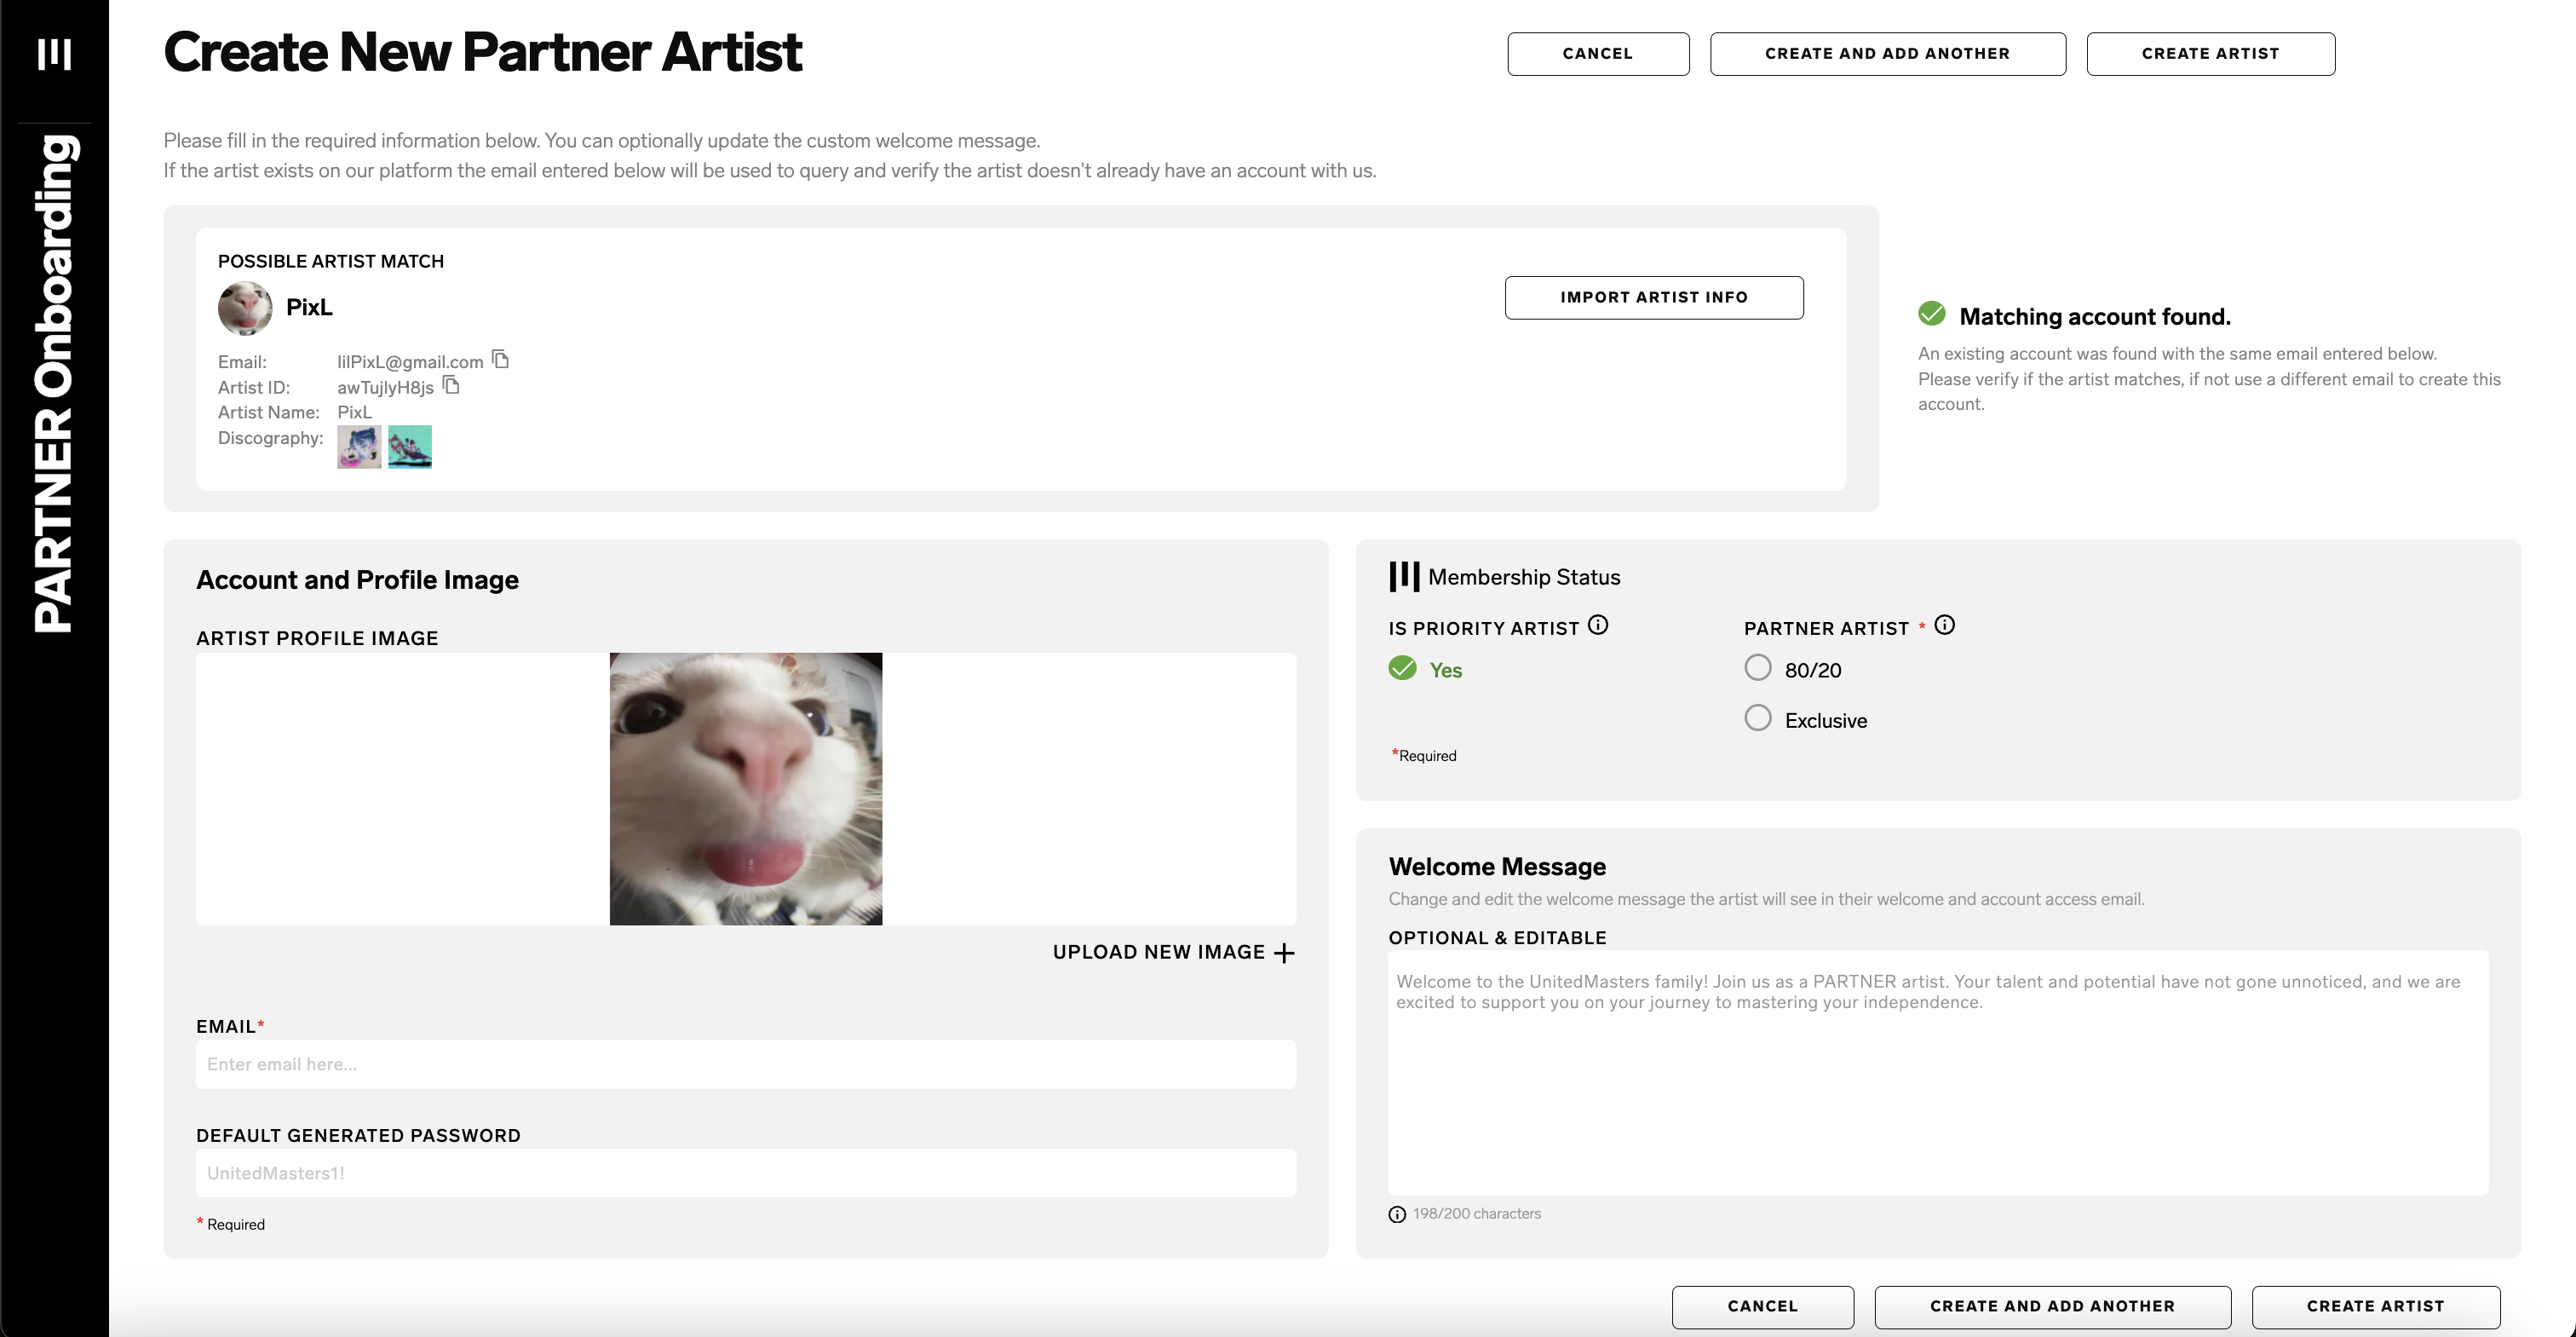 PARTNER Onboarding
Create New Partner Artist
CANCEL
CREATE AND ADD ANOTHER
CREATE ARTIST
Please fill in the required information below. You can optionally update the custom welcome message.
If the artist exists on our platform the email entered below will be used to query and verify the artist doesn't already have an account with us.
POSSIBLE ARTIST MATCH
PixL
IMPORT ARTIST INFO
Email: lilPixL@gmail.com
Artist ID: awTujlyH8js
Artist Name: PixL
Discography:
Matching account found.
An existing account was found with the same email entered below.
Please verify if the artist matches, if not use a different email to create this
account.
Account and Profile Image
ARTIST PROFILE IMAGE
UPLOAD NEW IMAGE +
EMAIL*
Enter email here...
DEFAULT GENERATED PASSWORD
UnitedMasters1!
* Required
Membership Status
IS PRIORITY ARTIST
Yes
PARTNER ARTIST *
80/20
Exclusive
*Required
Welcome Message
Change and edit the welcome message the artist will see in their welcome and account access email.
OPTIONAL & EDITABLE
Welcome to the UnitedMasters family! Join us as a PARTNER artist. Your talent and potential have not gone unnoticed, and we are
excited to support you on your journey to mastering your independence.
198/200 characters
CANCEL
CREATE AND ADD ANOTHER
CREATE ARTIST